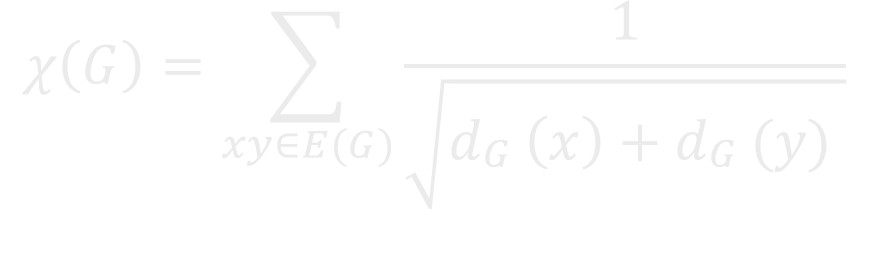 χ(G) = ∑_{xy∈E(G)} 1/√(d_G (x) + d_G (y))